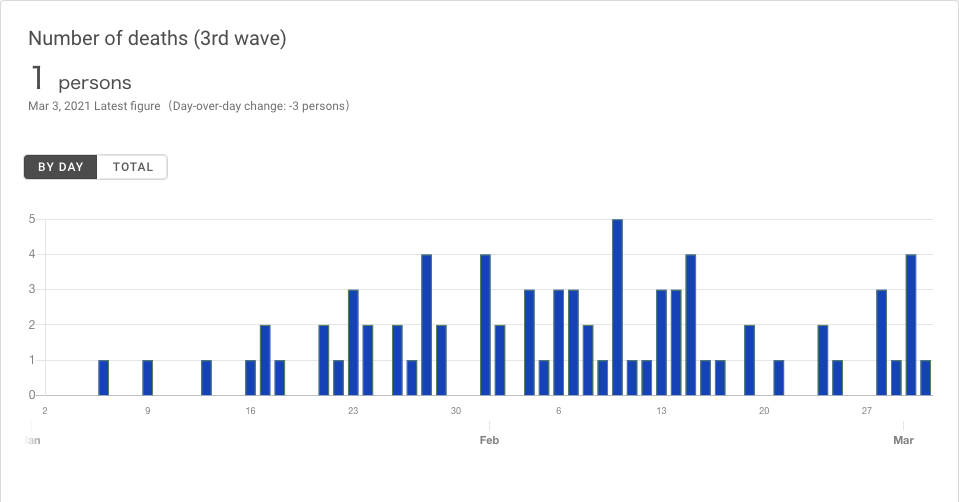 Number of deaths (3rd wave)
1 persons
Mar 3, 2021 Latest figure (Day-over-day change: -3 persons)
BY DAY TOTAL
5
4
3
2
1
0
2 9 16 23 30 6 13 20 27
Jan Feb Mar